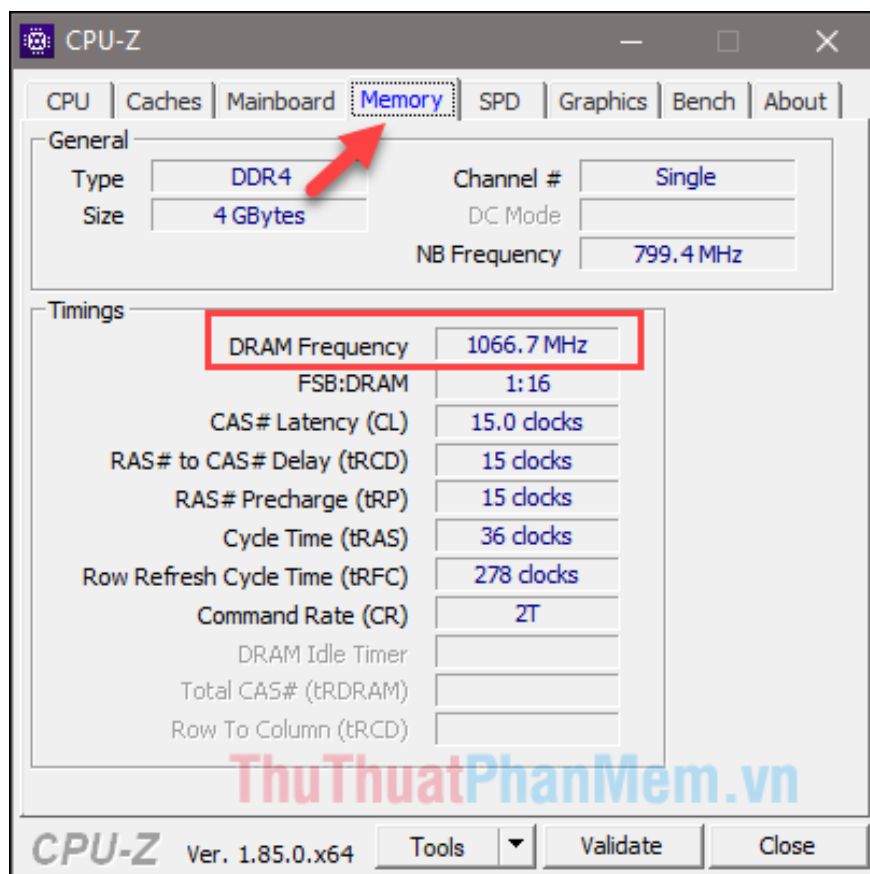 CPU-Z
CPU Caches Mainboard Memory SPD Graphics Bench About
General
Type DDR4 Channel # Single
Size 4 GBytes DC Mode
NB Frequency 799.4 MHz
Timings
DRAM Frequency 1066.7 MHz
FSB:DRAM 1:16
CAS# Latency (CL) 15.0 clocks
RAS# to CAS# Delay (tRCD) 15 clocks
RAS# Precharge (tRP) 15 clocks
Cycle Time (tRAS) 36 clocks
Row Refresh Cycle Time (tRFC) 278 clocks
Command Rate (CR) 2T
DRAM Idle Timer
Total CAS# (tRDRAM)
Row To Column (tRCD)
ThuThuatPhanMem.vn
CPU-Z Ver. 1.85.0.x64 Tools Validate Close